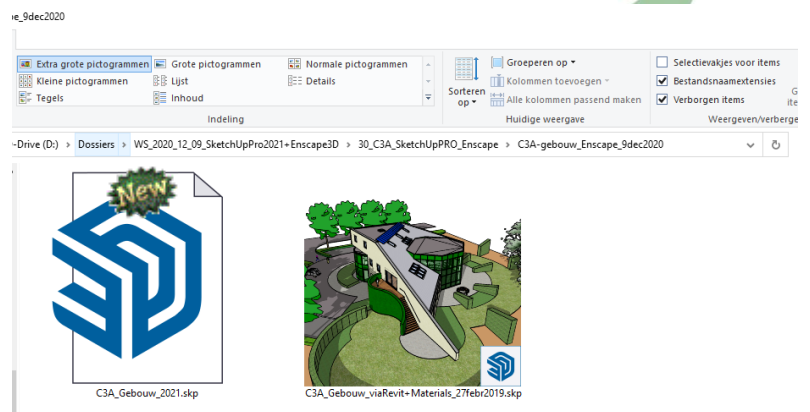 pe_9dec2020
Extra grote pictogrammen Grote pictogrammen Normale pictogrammen
Kleine pictogrammen Lijst Details
Tegels Inhoud
Indeling
Sorteren op
Groeperen op
Kolommen toevoegen
Alle kolommen passend maken
Huidige weergave
Selectievakjes voor items
Bestandsnaamextensies
Verborgen items
Weergeven/verberge
-Drive (D:) > Dossiers > WS_2020_12_09_SketchUpPro2021+Enscape3D > 30_C3A_SketchUpPRO_Enscape > C3A-gebouw_Enscape_9dec2020
New
C3A_Gebouw_2021.skp
C3A_Gebouw_viaRevit+Materials_27febr2019.skp